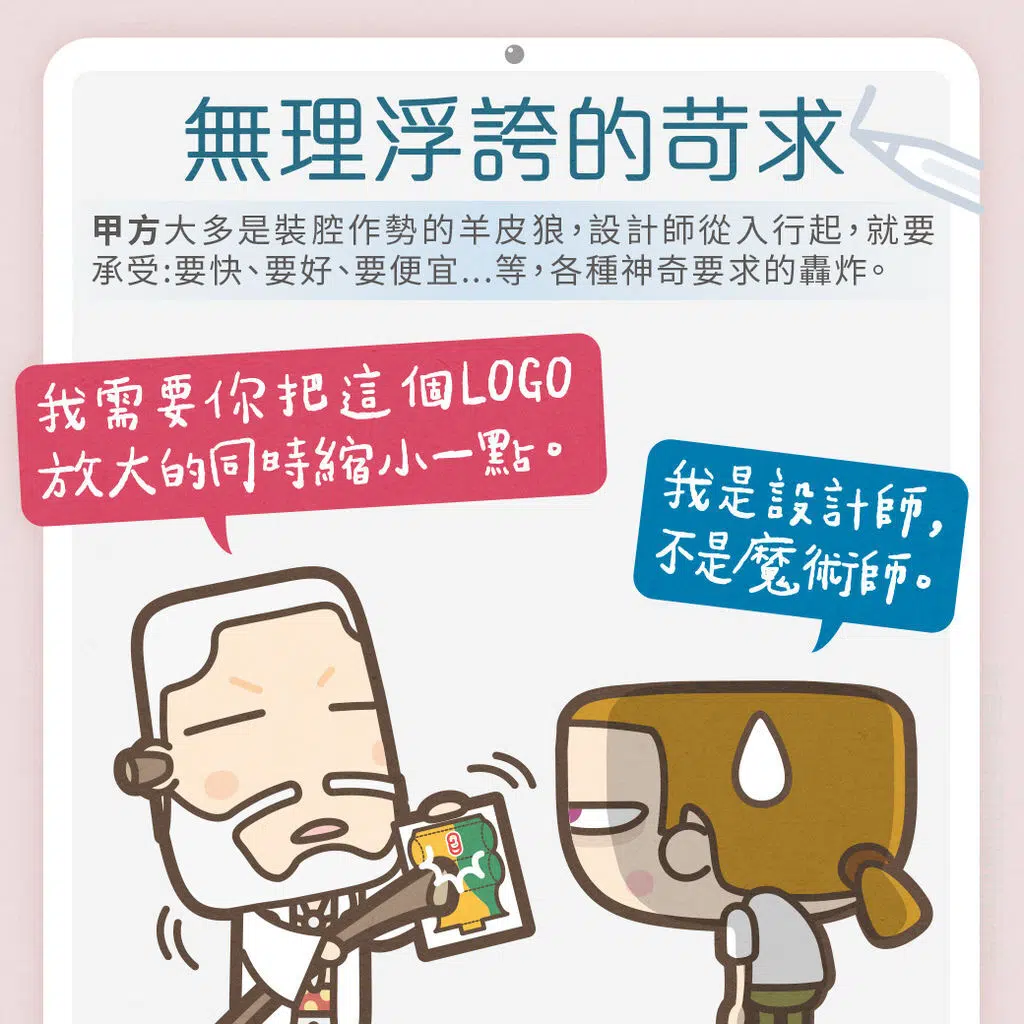 無理浮誇的苛求
甲方大多是裝腔作勢的羊皮狼,設計師從入行起,就要
承受:要快、要好、要便宜...等,各種神奇要求的轟炸。
我需要你把這個LOGO
放大的同時縮小一點。
我是設計師,
不是魔術師。